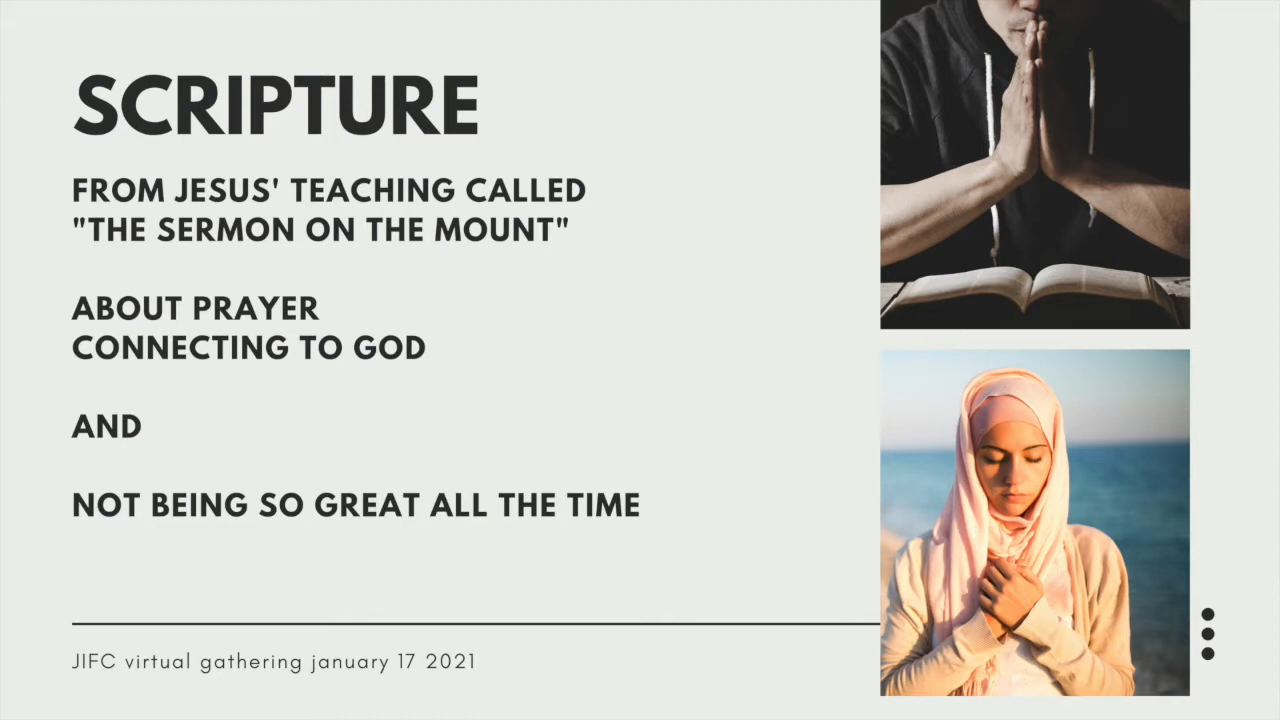 SCRIPTURE
FROM JESUS' TEACHING CALLED
"THE SERMON ON THE MOUNT"
ABOUT PRAYER
CONNECTING TO GOD
AND
NOT BEING SO GREAT ALL THE TIME
JIFC virtual gathering january 17 2021